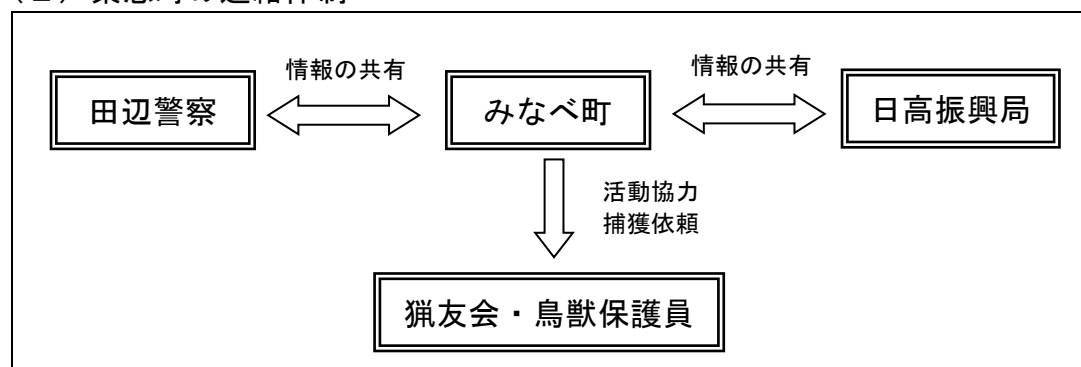 情報の共有
情報の共有
田辺警察
みなべ町
日高振興局
活動協力
捕獲依頼
猟友会・鳥獣保護員